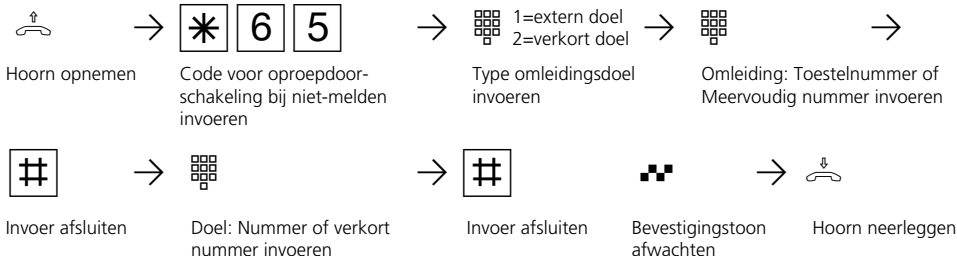 * 6 5
1=extern doel
2=verkort doel
Hoorn opnemen
Code voor oproepdoor-
schakeling bij niet-melden
invoeren
Type omleidingsdoel
invoeren
Omleiding: Toestelnummer of
Meervoudig nummer invoeren
#
#
Invoer afsluiten
Doel: Nummer of verkort
nummer invoeren
Invoer afsluiten
Bevestigingstoon
afwachten
Hoorn neerleggen